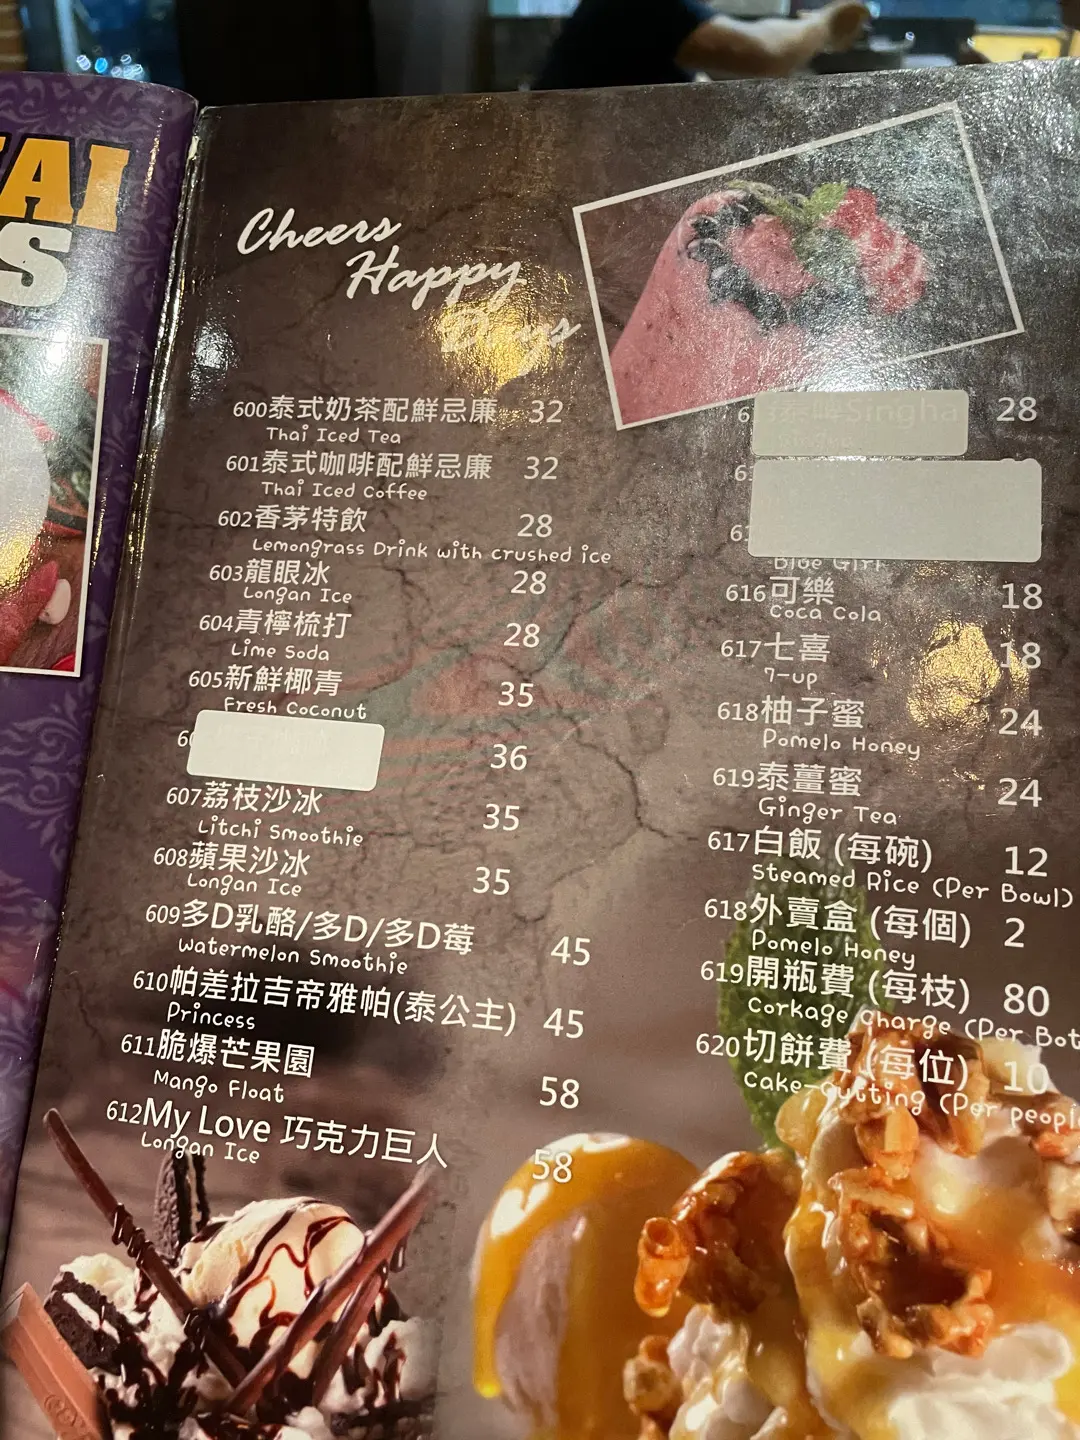 AI
S
Cheers
Happy
Days
600泰式奶茶配鮮忌廉 32
Thai Iced Tea
601泰式咖啡配鮮忌廉 32
Thai Iced Coffee
602香茅特飲 28
Lemongrass Drink with crushed ice
603龍眼冰 28
Longan Ice
604青檸梳打 28
Lime Soda
605新鮮椰青 35
Fresh Coconut
36
607荔枝沙冰 35
Litchi Smoothie
608蘋果沙冰 35
Longan Ice
609多D乳酪/多D/多D莓 45
Watermelon Smoothie
610帕差拉吉帝雅帕(泰公主) 45
Princess
611脆爆芒果園 58
Mango Float
612My Love 巧克力巨人 58
Longan Ice
Singha 28
Blue Girl
616可樂 18
Coca Cola
617七喜 18
7-up
618柚子蜜 24
Pomelo Honey
619泰薑蜜 24
Ginger Tea
617白飯 (每碗) 12
Steamed Rice (Per Bowl)
618外賣盒 (每個) 2
Pomelo Honey
619開瓶費 (每枝) 80
Corkage Charge (Per Bot
620切餅費 (每位) 10
Cake-cutting (Per peopl